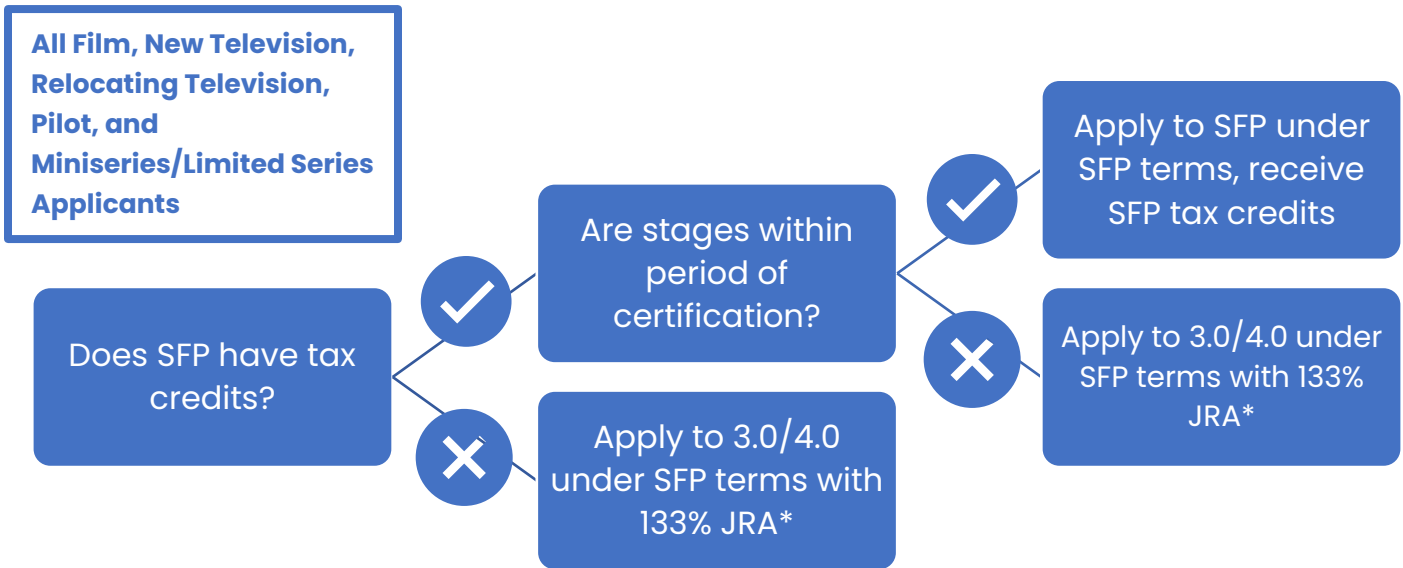 All Film, New Television,
Relocating Television,
Pilot, and
Miniseries/Limited Series
Applicants
Does SFP have tax
credits?
Are stages within
period of
certification?
Apply to 3.0/4.0
under SFP terms with
133% JRA*
Apply to SFP under
SFP terms, receive
SFP tax credits
Apply to 3.0/4.0 under
SFP terms with 133%
JRA*